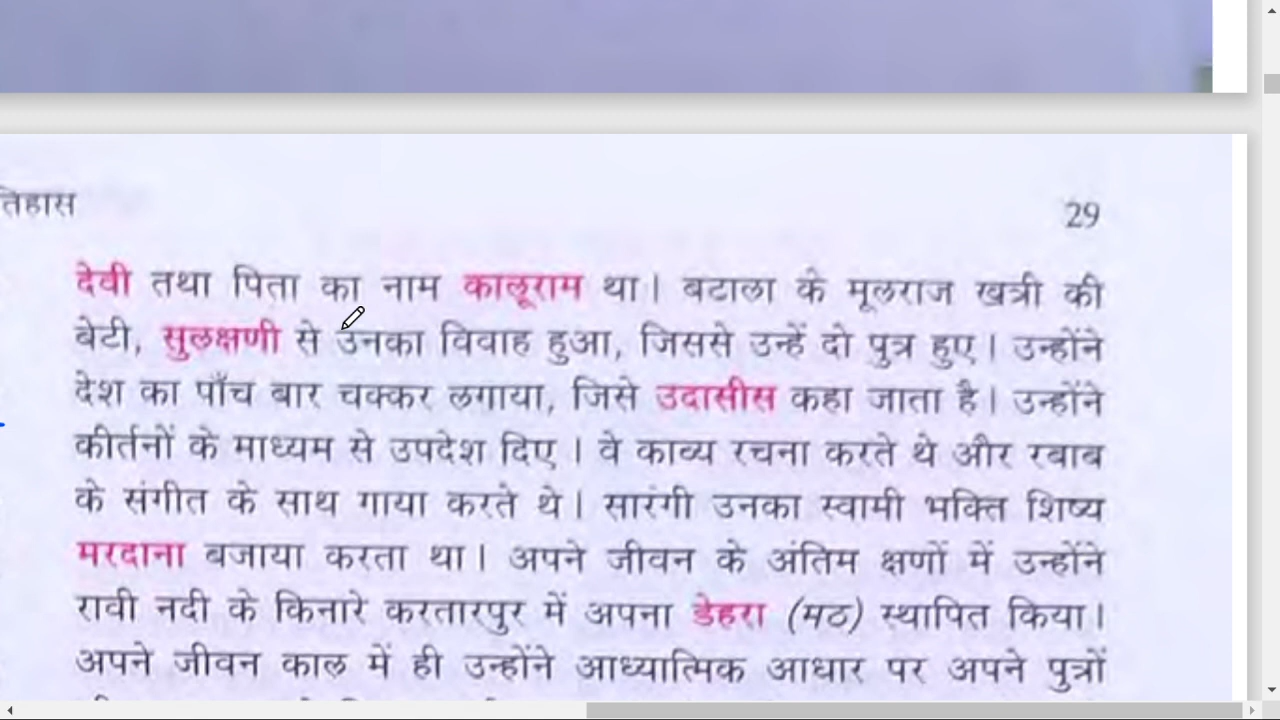 तिहास
29
देवी तथा पिता का नाम कालूराम था। बटाला के मूलराज खत्री की
बेटी, सुलक्षणी से उनका विवाह हुआ, जिससे उन्हें दो पुत्र हुए। उन्होंने
देश का पाँच बार चक्कर लगाया, जिसे उदासीस कहा जाता है। उन्होंने
कीर्तनों के माध्यम से उपदेश दिए। वे काव्य रचना करते थे और रबाब
के संगीत के साथ गाया करते थे। सारंगी उनका स्वामी भक्ति शिष्य
मरदाना बजाया करता था। अपने जीवन के अंतिम क्षणों में उन्होंने
रावी नदी के किनारे करतारपुर में अपना डेहरा (मठ) स्थापित किया।
अपने जीवन काल में ही उन्होंने आध्यात्मिक आधार पर अपने पुत्रों